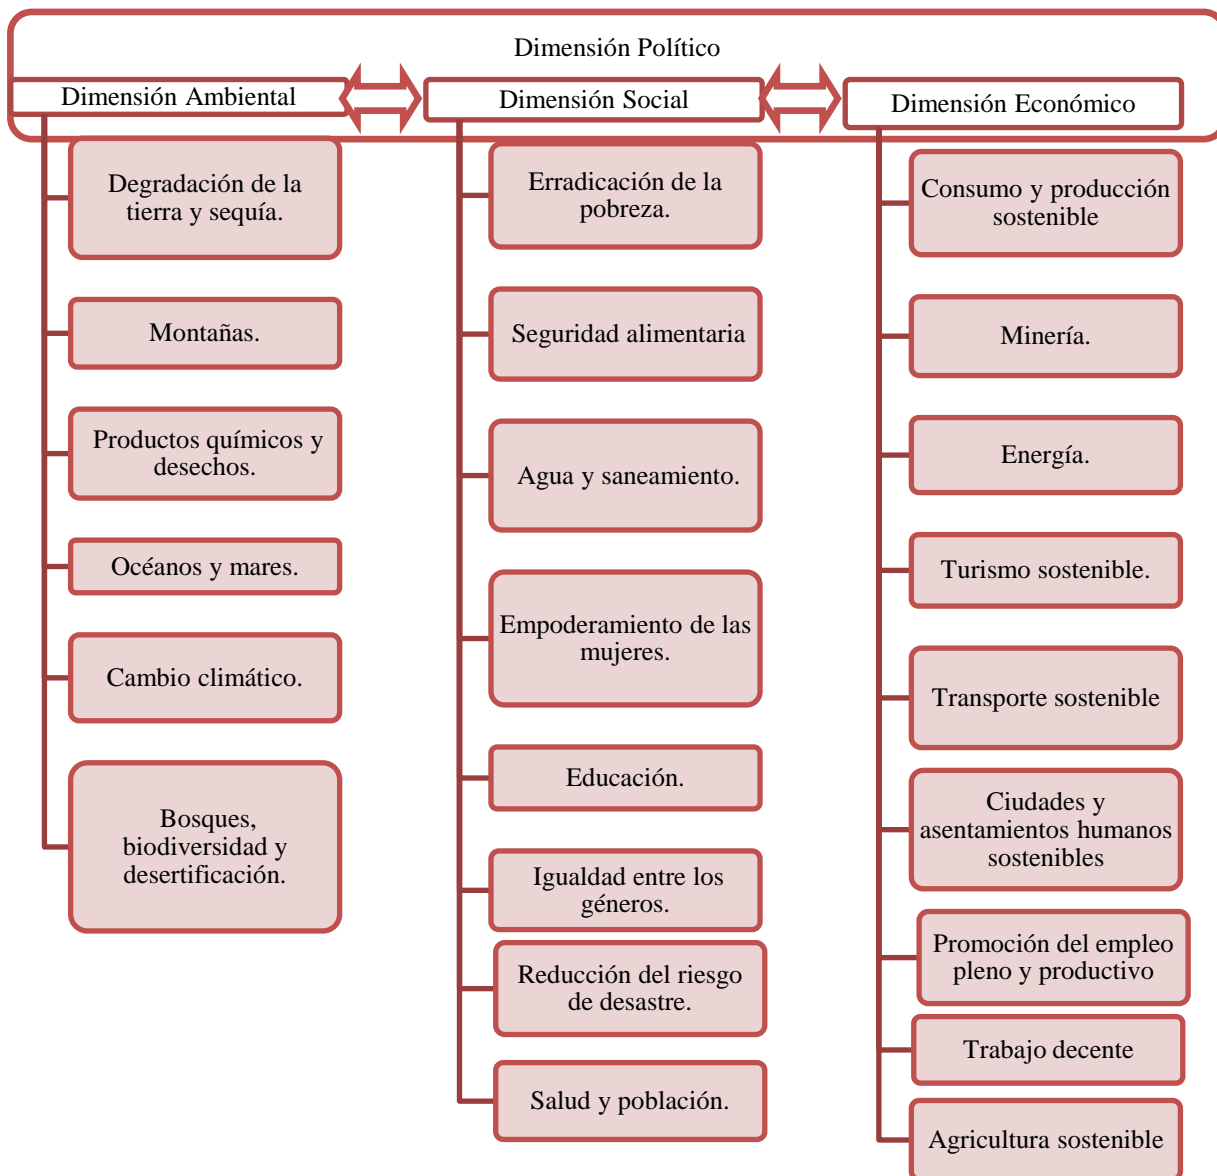 Dimensión Político
Dimensión Ambiental
Dimensión Social
Dimensión Económico
Degradación de la
tierra y sequía.
Montañas.
Productos químicos y
desechos.
Océanos y mares.
Cambio climático.
Bosques,
biodiversidad y
desertificación.
Erradicación de la
pobreza.
Seguridad alimentaria
Agua y saneamiento.
Empoderamiento de las
mujeres.
Educación.
Igualdad entre los
géneros.
Reducción del riesgo
de desastre.
Salud y población.
Consumo y producción
sostenible
Minería.
Energía.
Turismo sostenible.
Transporte sostenible
Ciudades y
asentamientos humanos
sostenibles
Promoción del empleo
pleno y productivo
Trabajo decente
Agricultura sostenible